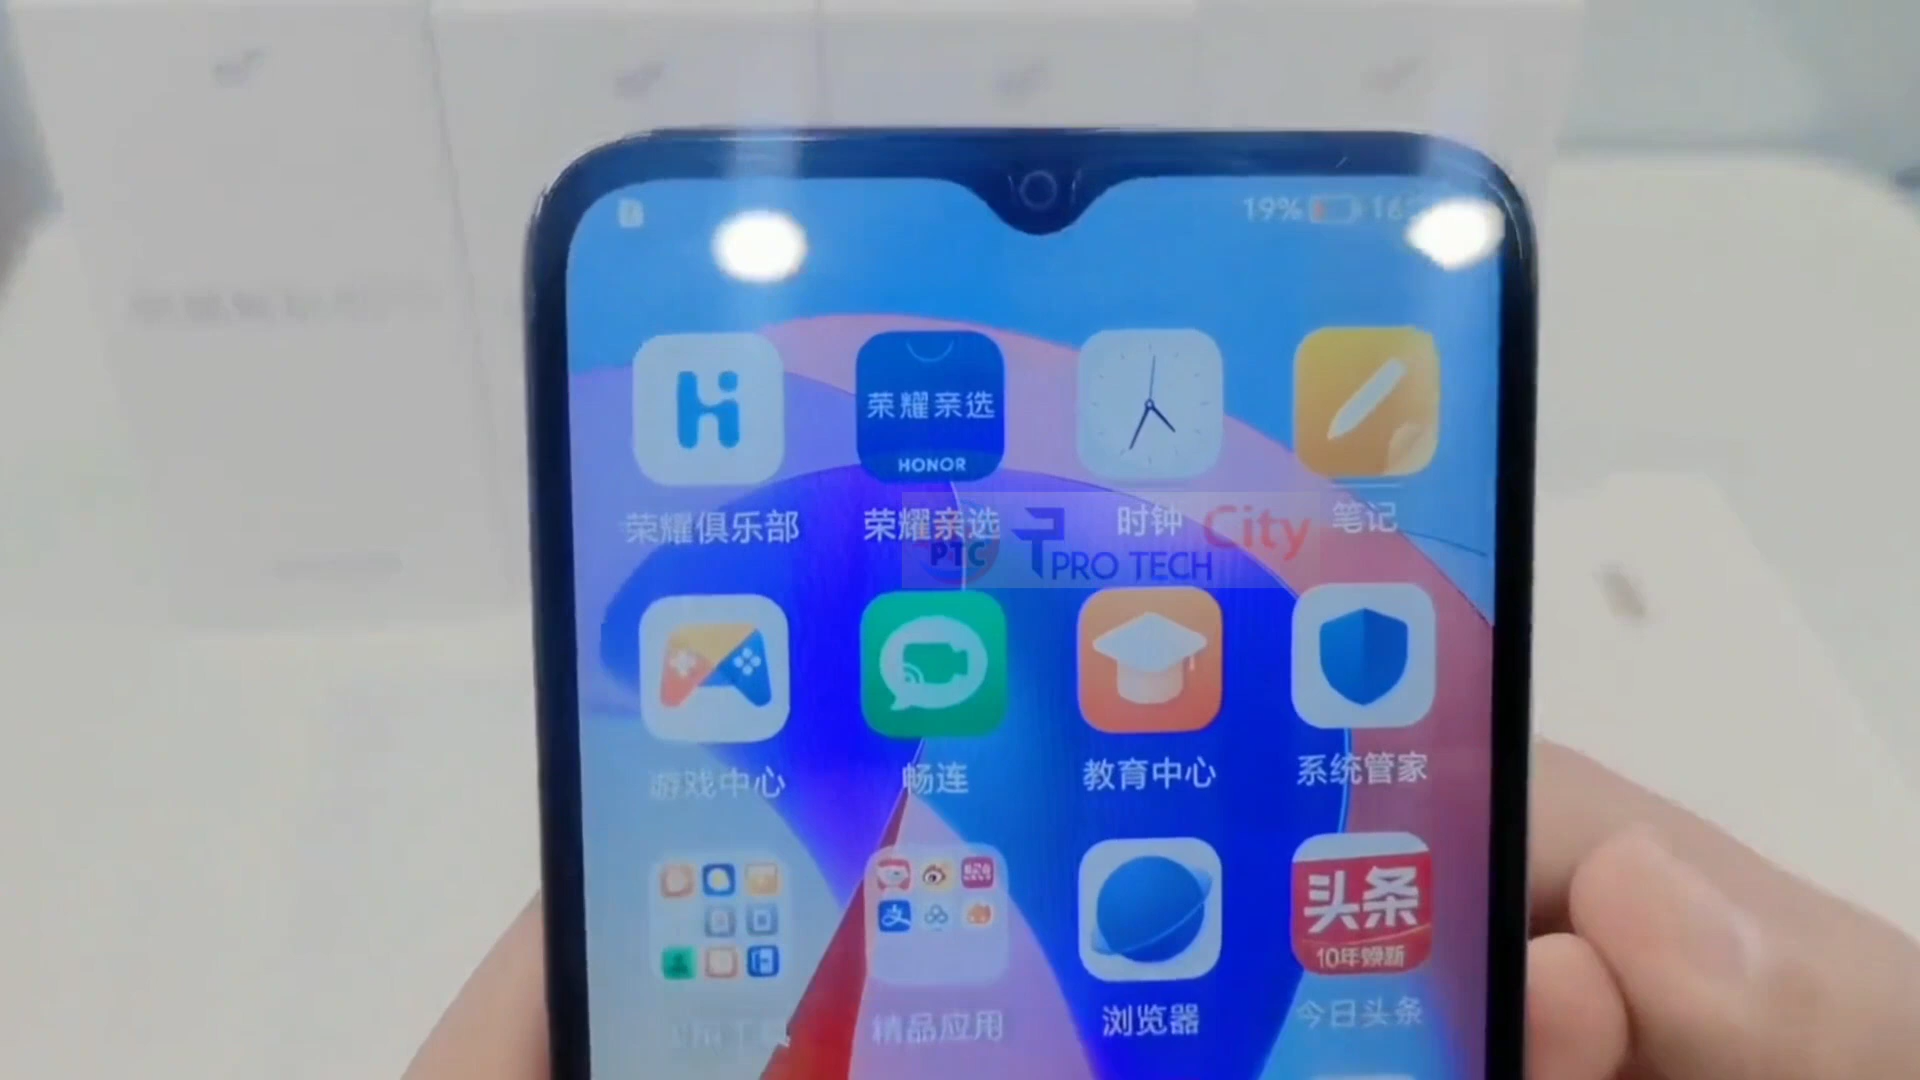 19% 16
荣耀亲选
HONOR
荣耀俱乐部 荣耀亲选 时钟 笔记
PTC PRO TECH City
游戏中心 畅连 教育中心 系统管家
头条
10年焕新
精品应用 浏览器 今日头条